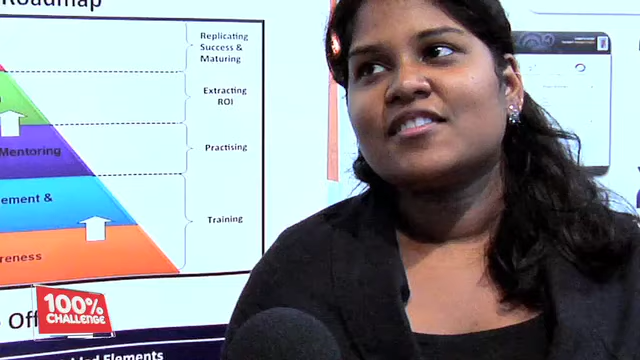 Roadmap
Replicating
Success &
Maturing
Extracting
ROI
Mentoring
Practising
ement &
Training
reness
Off
100%
CHALLENGE
Elements